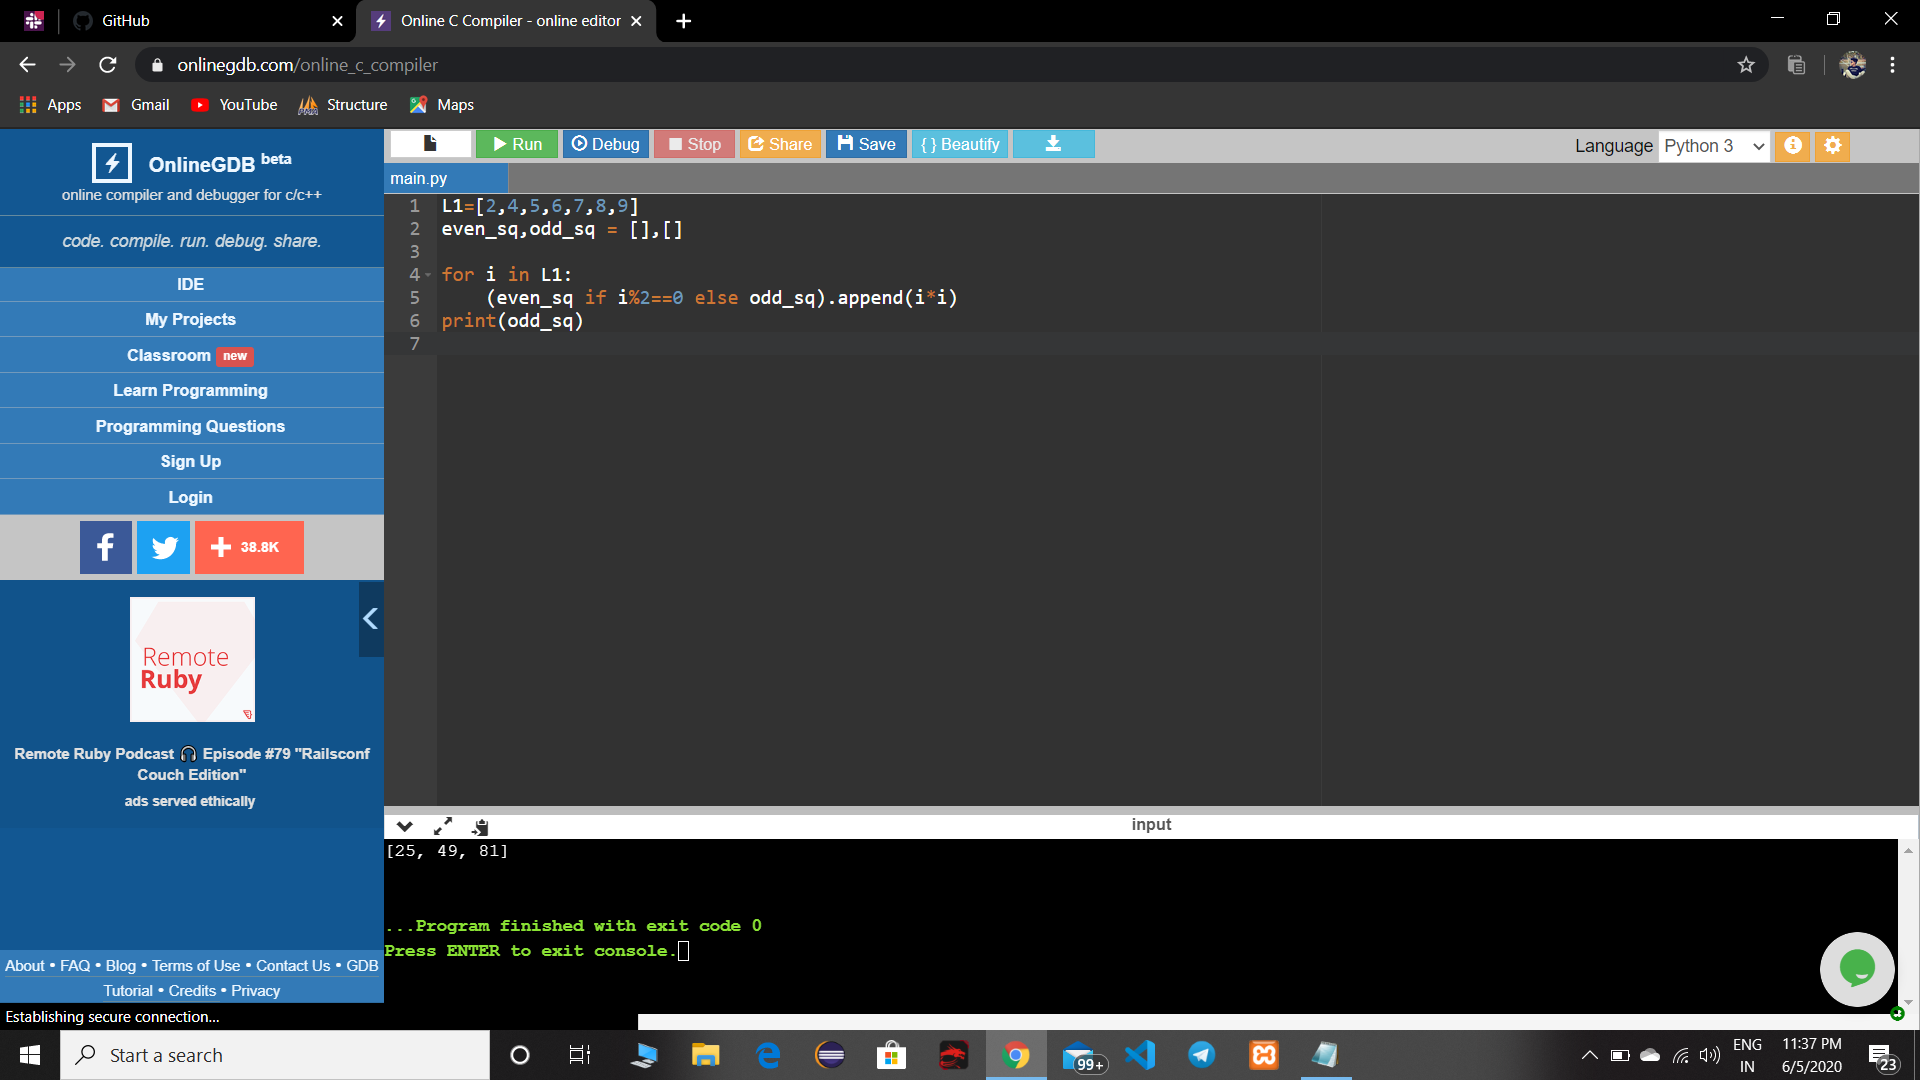 GitHub
Online C Compiler - online editor
onlinegdb.com/online_c_compiler
Apps Gmail YouTube Structure Maps
OnlineGDB beta
online compiler and debugger for c/c++
code. compile. run. debug. share.
IDE
My Projects
Classroom new
Learn Programming
Programming Questions
Sign Up
Login
38.8K
Remote
Ruby
Remote Ruby Podcast 🎧 Episode #79 "Railsconf
Couch Edition"
ads served ethically
About • FAQ • Blog • Terms of Use • Contact Us • GDB
Tutorial • Credits • Privacy
Establishing secure connection...
Run Debug Stop Share Save { } Beautify
Language Python 3
main.py
1 L1=[2,4,5,6,7,8,9]
2 even_sq,odd_sq = [],[]
3
4 for i in L1:
5     (even_sq if i%2==0 else odd_sq).append(i*i)
6 print(odd_sq)
7
input
[25, 49, 81]
...Program finished with exit code 0
Press ENTER to exit console.
Start a search
99+
ENG
IN
11:37 PM
6/5/2020
23